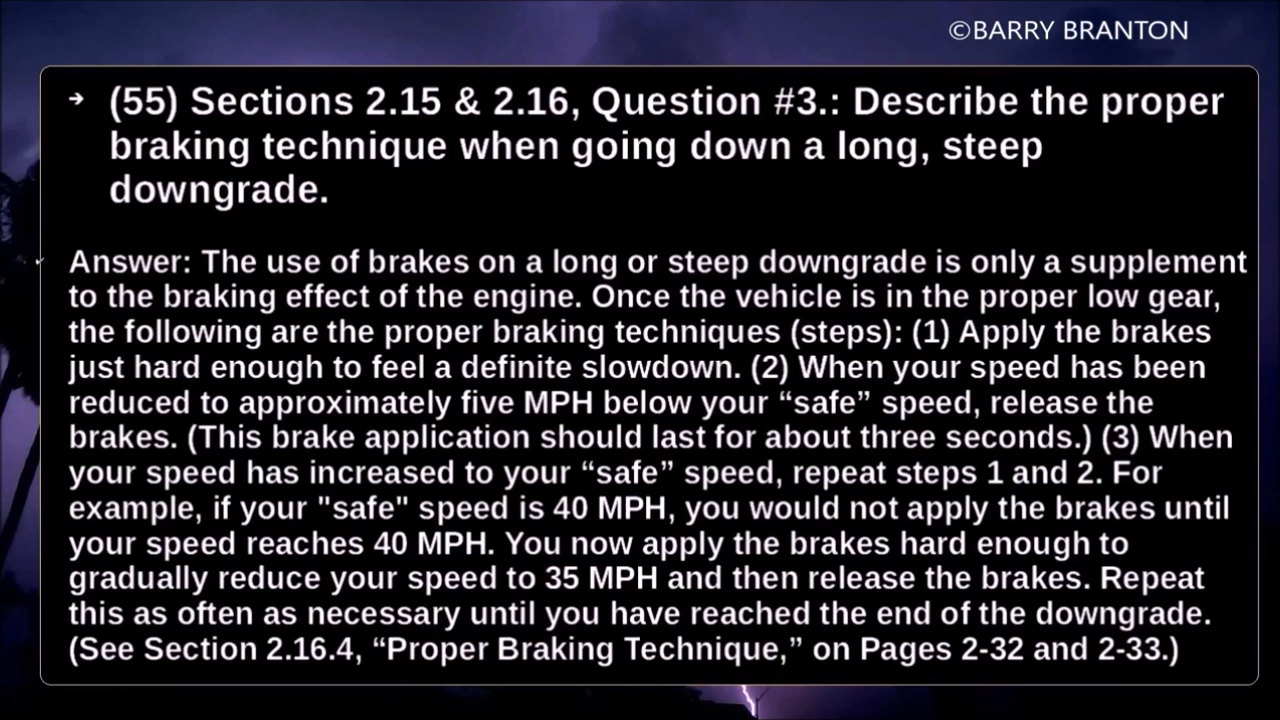 ©BARRY BRANTON
(55) Sections 2.15 & 2.16, Question #3.: Describe the proper
braking technique when going down a long, steep
downgrade.
Answer: The use of brakes on a long or steep downgrade is only a supplement
to the braking effect of the engine. Once the vehicle is in the proper low gear,
the following are the proper braking techniques (steps): (1) Apply the brakes
just hard enough to feel a definite slowdown. (2) When your speed has been
reduced to approximately five MPH below your “safe” speed, release the
brakes. (This brake application should last for about three seconds.) (3) When
your speed has increased to your “safe” speed, repeat steps 1 and 2. For
example, if your "safe" speed is 40 MPH, you would not apply the brakes until
your speed reaches 40 MPH. You now apply the brakes hard enough to
gradually reduce your speed to 35 MPH and then release the brakes. Repeat
this as often as necessary until you have reached the end of the downgrade.
(See Section 2.16.4, “Proper Braking Technique,” on Pages 2-32 and 2-33.)